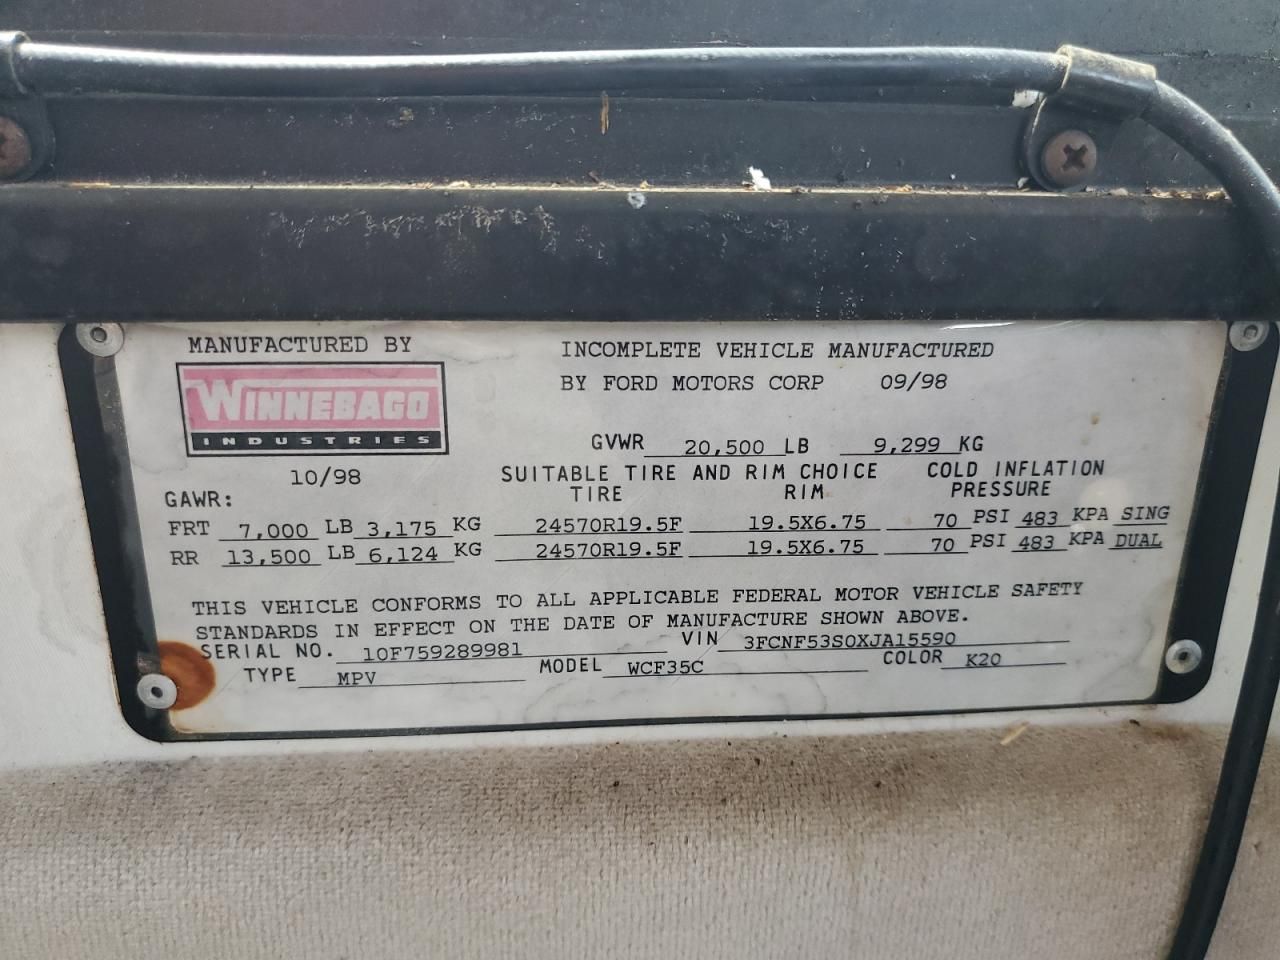 MANUFACTURED BY
WINNEBAGO
INDUSTRIES
10/98
INCOMPLETE VEHICLE MANUFACTURED
BY FORD MOTORS CORP 09/98
GVWR 20,500 LB 9,299 KG
SUITABLE TIRE AND RIM CHOICE COLD INFLATION
GAWR: TIRE RIM PRESSURE
FRT 7,000 LB 3,175 KG 24570R19.5F 19.5X6.75 70 PSI 483 KPA SING
RR 13,500 LB 6,124 KG 24570R19.5F 19.5X6.75 70 PSI 483 KPA DUAL
THIS VEHICLE CONFORMS TO ALL APPLICABLE FEDERAL MOTOR VEHICLE SAFETY
STANDARDS IN EFFECT ON THE DATE OF MANUFACTURE SHOWN ABOVE.
SERIAL NO. 10F759289981 VIN 3FCNF53S0XJA15590
TYPE MPV MODEL WCF35C COLOR K20